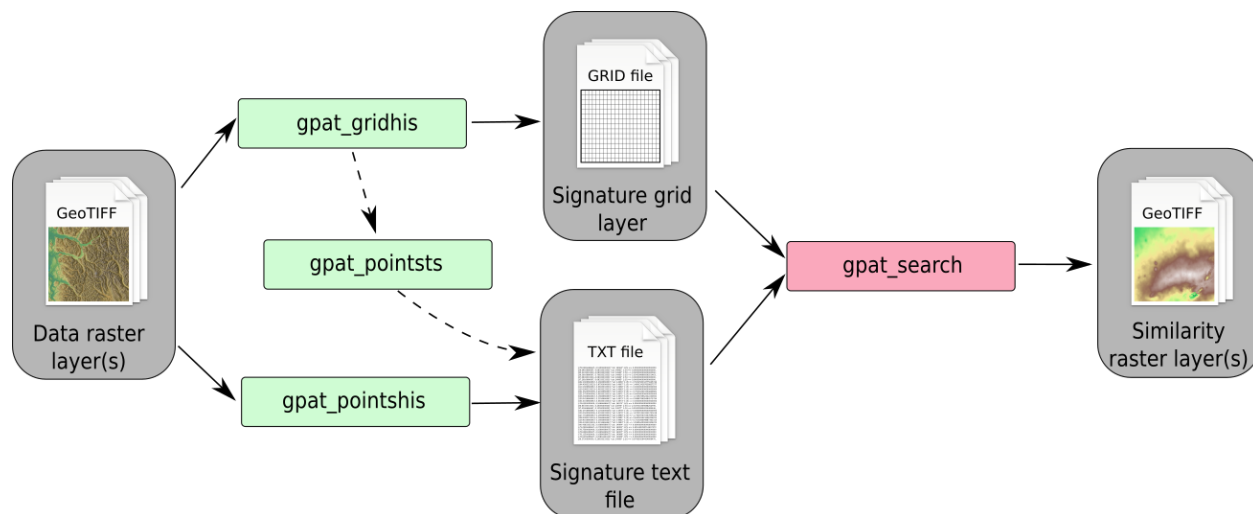 GeoTIFF
Data raster
layer(s)
gpat_gridhis
gpat_pointsts
gpat_pointshis
GRID file
Signature grid
layer
TXT file
Signature text
file
gpat_search
GeoTIFF
Similarity
raster layer(s)